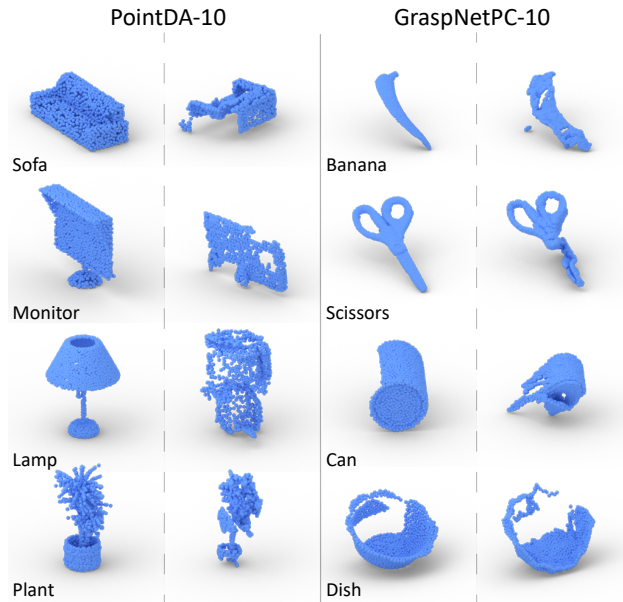 PointDA-10
GraspNetPC-10
Sofa
Banana
Monitor
Scissors
Lamp
Can
Plant
Dish